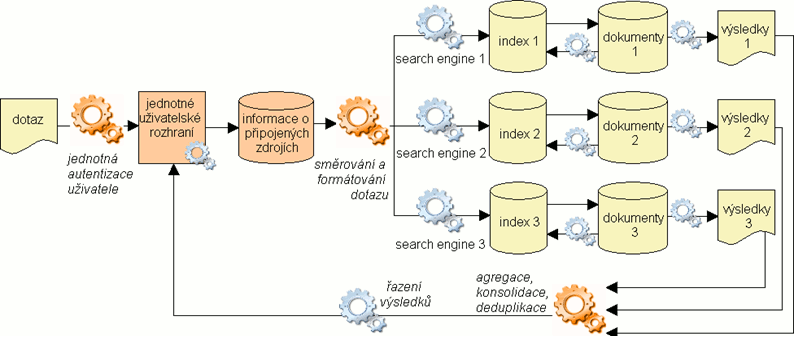 dotaz
jednotná
autentizace
uživatele
jednotné
uživatelské
rozhraní
informace o
připojených
zdrojích
směrování a
formátování
dotazu
search engine 1
index 1
dokumenty
1
výsledky
1
search engine 2
index 2
dokumenty
2
výsledky
2
search engine 3
index 3
dokumenty
3
výsledky
3
řazení
výsledků
agregace,
konsolidace,
deduplikace